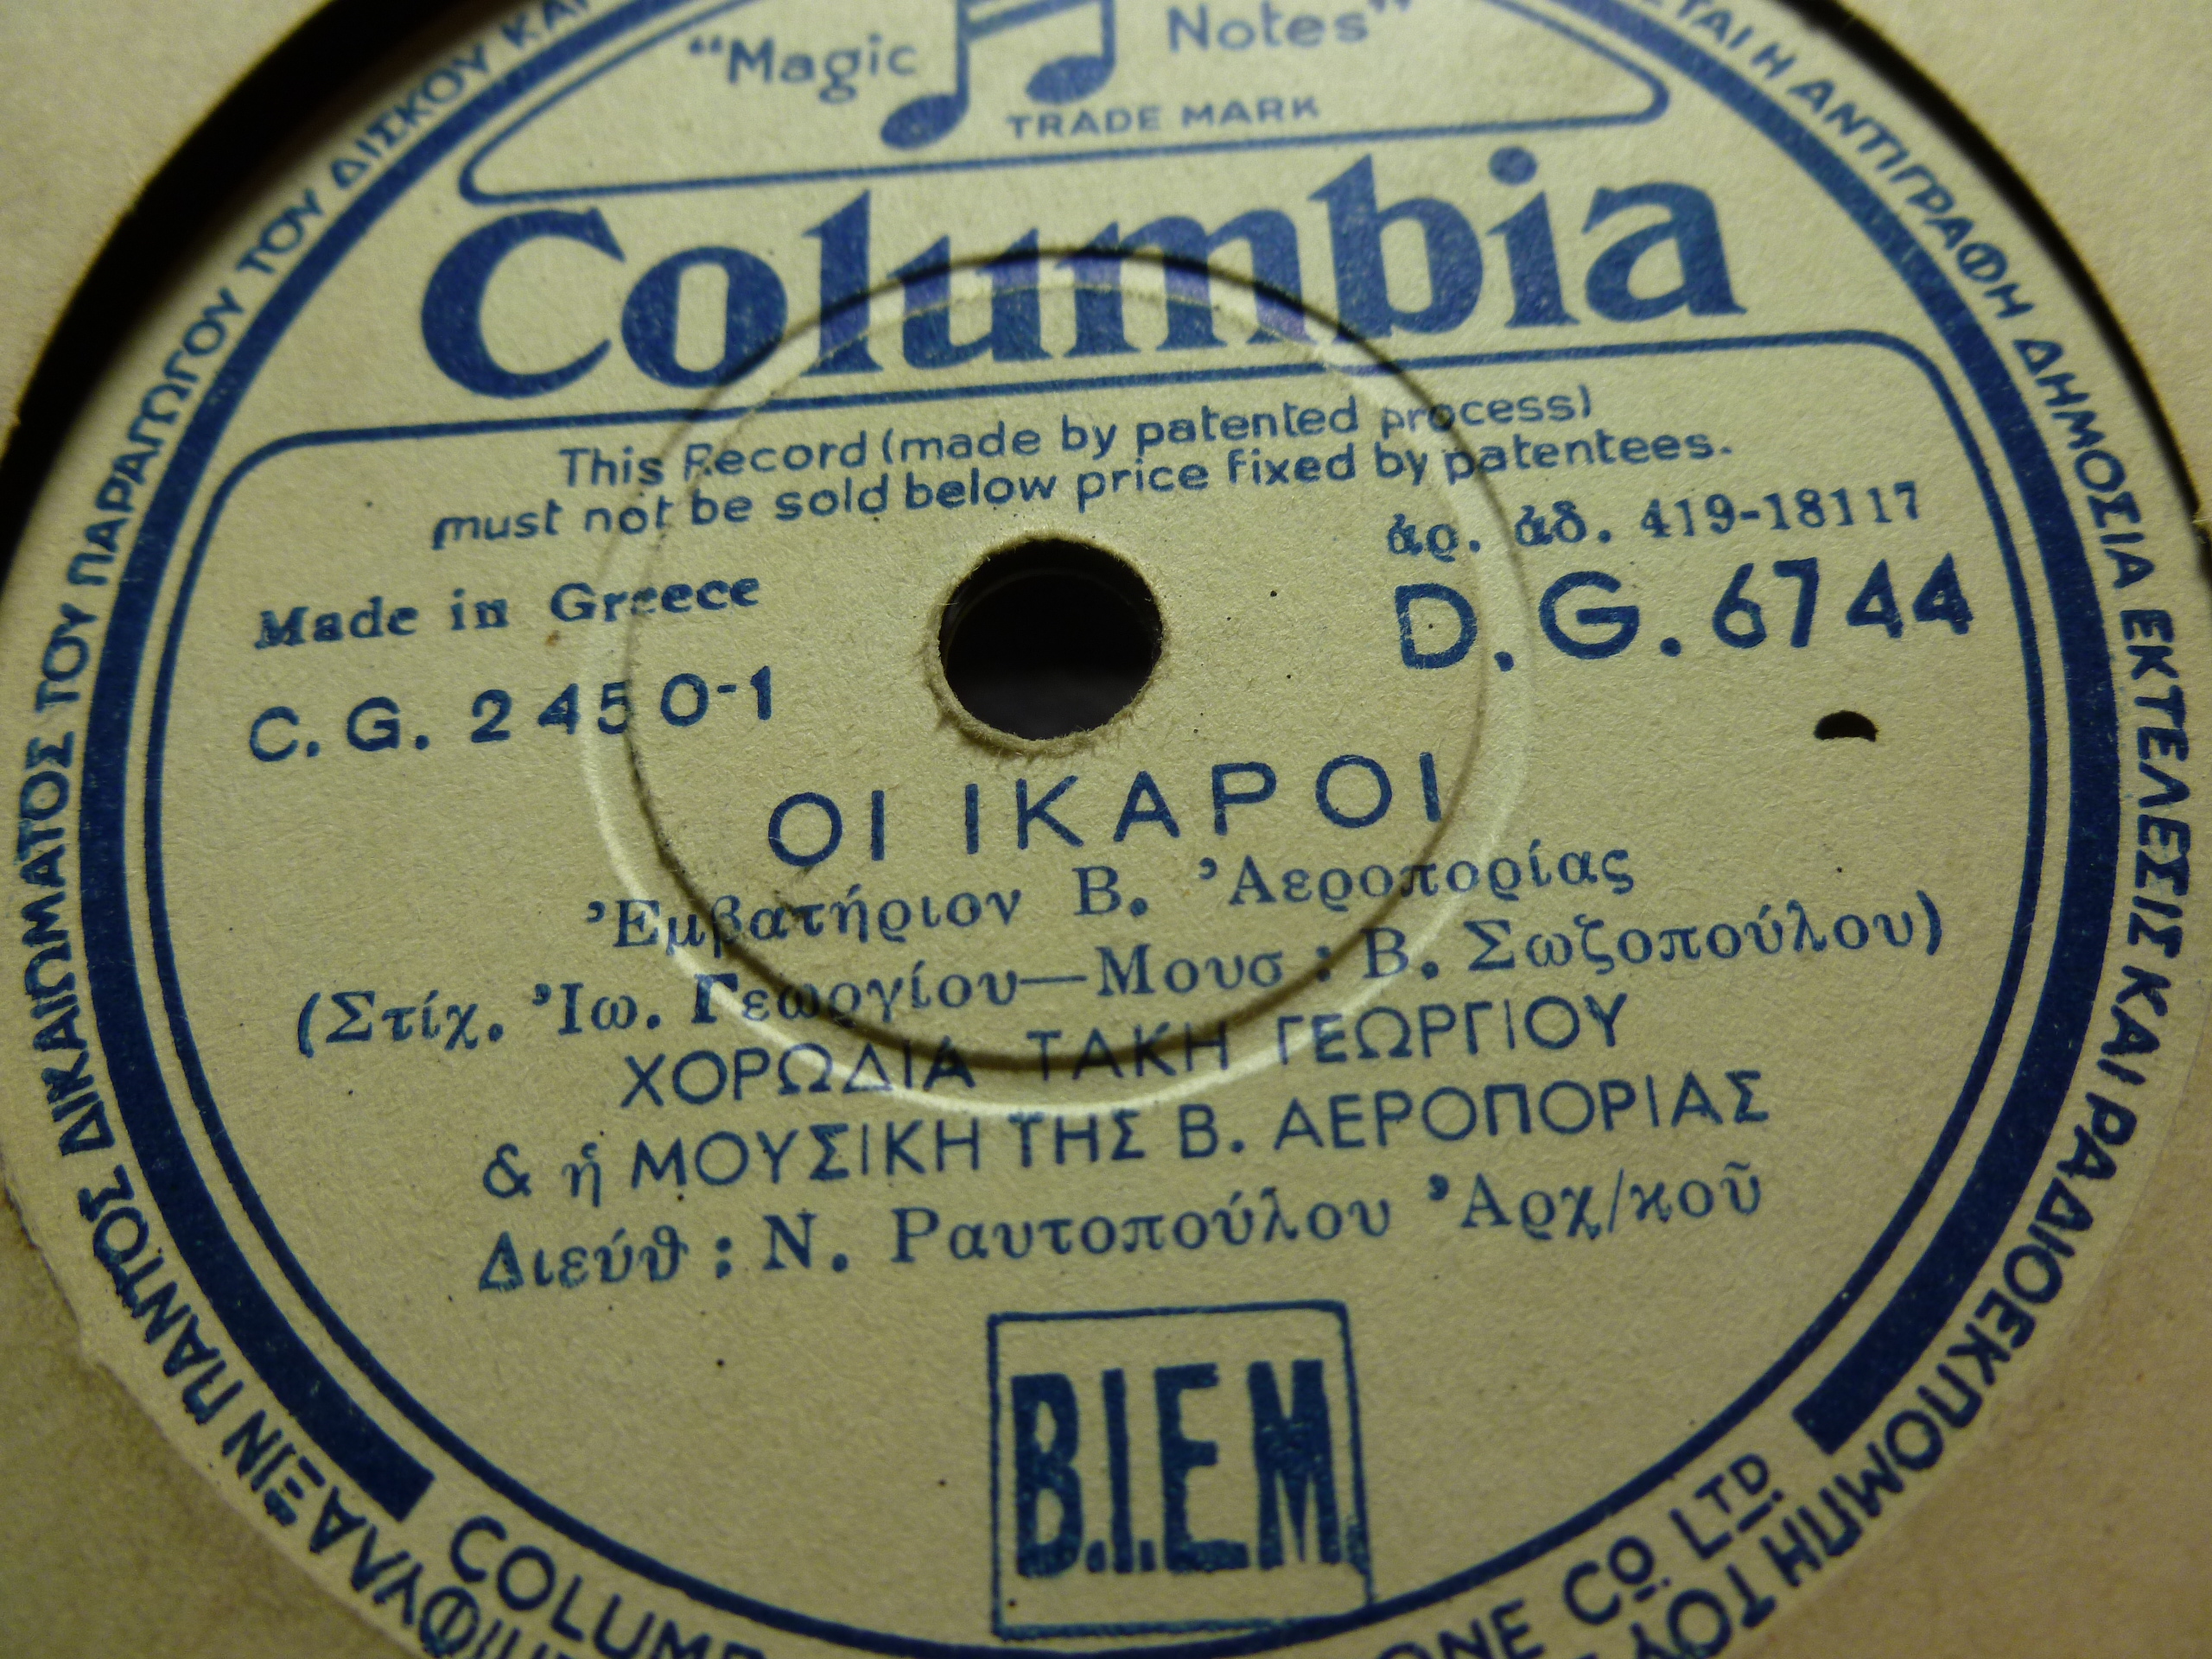 "Magic Notes"
TRADE MARK
Columbia
This Record (made by patented process)
must not be sold below price fixed by patentees.
ἀρ. ἀδ. 419-18117
Made in Greece
D. G. 6744
C. G. 2450-1
ΟΙ ΙΚΑΡΟΙ
Ἐμβατήριον Β. Ἀεροπορίας
(Στίχ. Ἰω. Γεωργίου—Μουσ : Β. Σωζοπούλου)
ΧΟΡΩΔΙΑ ΤΑΚΗ ΓΕΩΡΓΙΟΥ
& ἡ ΜΟΥΣΙΚΗ ΤΗΣ Β. ΑΕΡΟΠΟΡΙΑΣ
Διεύθ : Ν. Ραυτοπούλου Ἀρχ/κοῦ
B.I.E.M
CO. LTD.
ΠΑΝΤΟΣ ΔΙΚΑΙΩΜΑΤΟΣ ΤΟΥ ΠΑΡΑΓΩΓΟΥ ΤΟΥ ΔΙΣΚΟΥ ΚΑΙ
Η ΑΝΤΙΓΡΑΦΗ ΔΗΜΟΣΙΑ ΕΚΤΕΛΕΣΙΣ ΚΑΙ ΡΑΔΙΟΕΚΠΟΜΠΗ ΤΟΥ